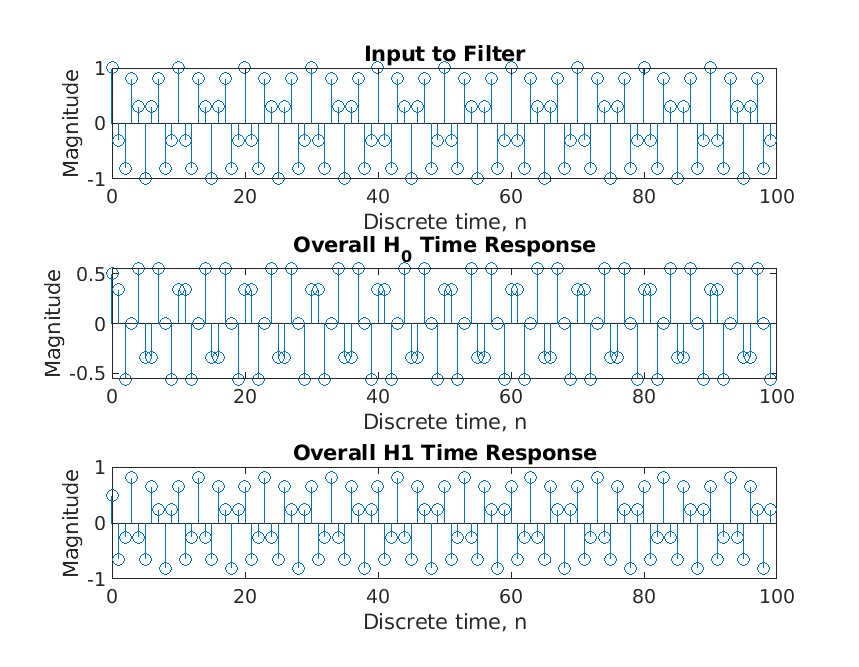 Input to Filter
1
0
-1
Magnitude
0 20 40 60 80 100
Discrete time, n
Overall H0 Time Response
0.5
0
-0.5
Magnitude
0 20 40 60 80 100
Discrete time, n
Overall H1 Time Response
1
0
-1
Magnitude
0 20 40 60 80 100
Discrete time, n